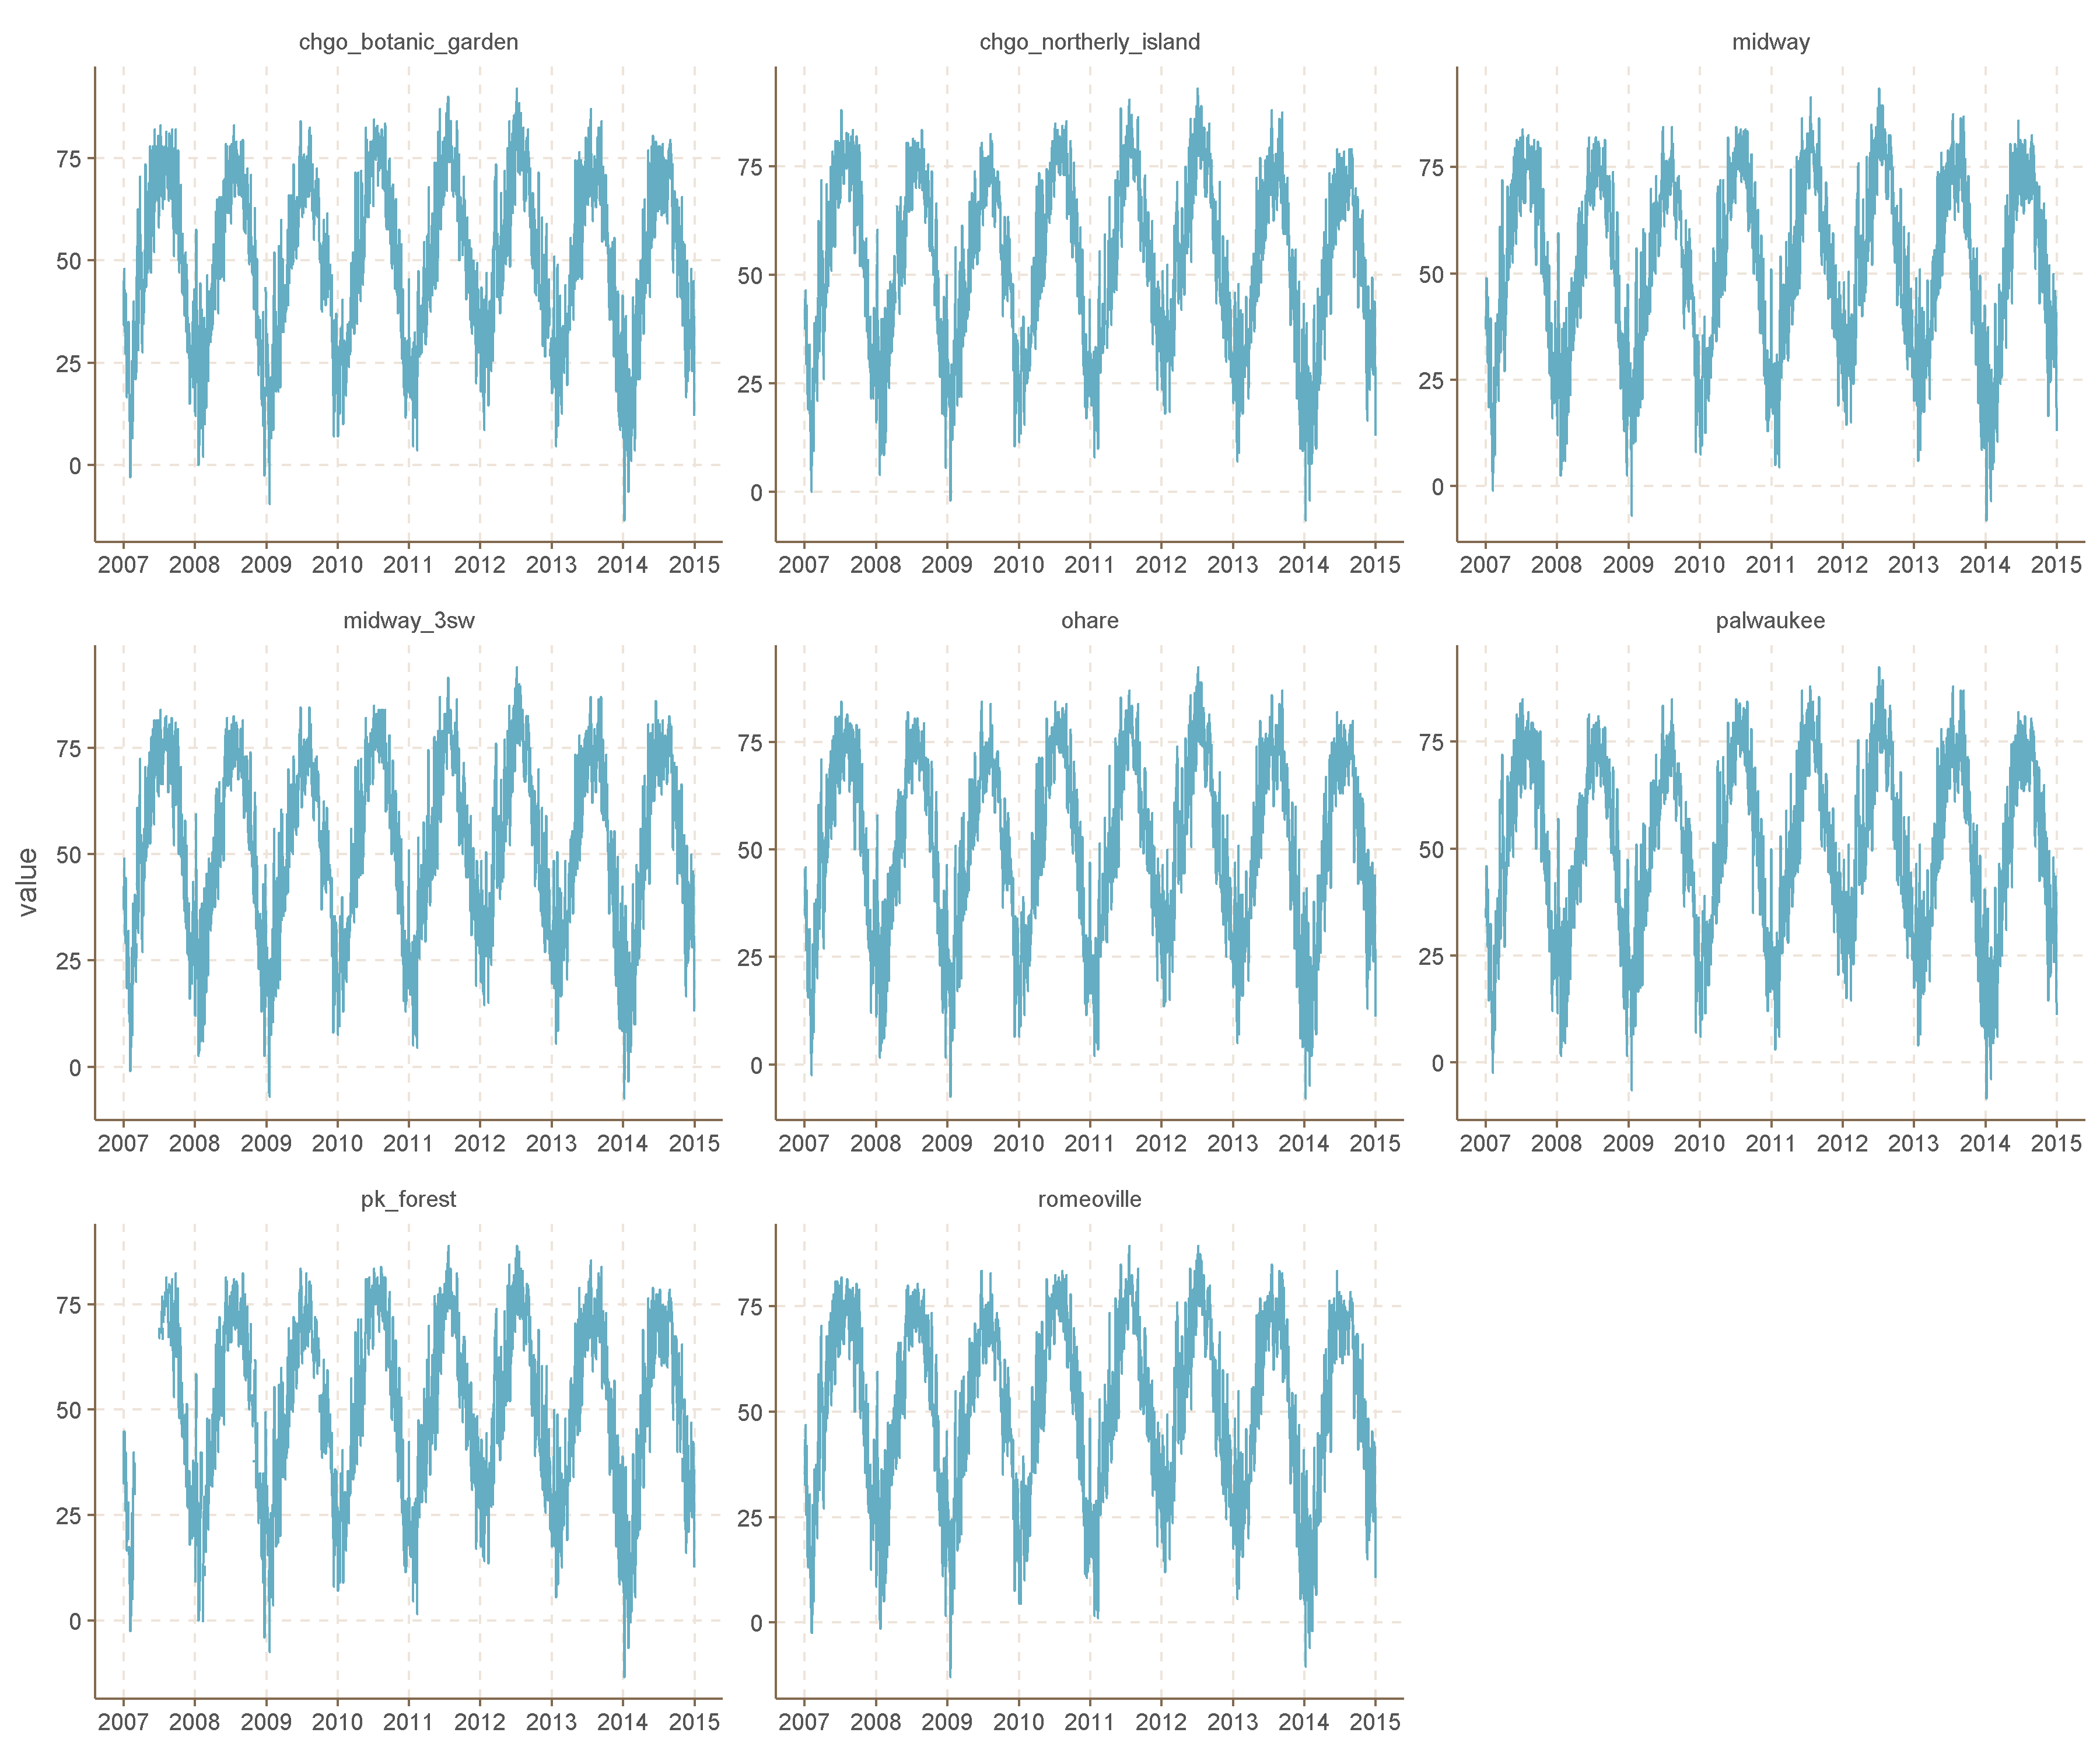 chgo_botanic_garden chgo_northerly_island midway
75 75 75
50 50 50
25 25 25
0 0 0
2007 2008 2009 2010 2011 2012 2013 2014 2015 2007 2008 2009 2010 2011 2012 2013 2014 2015 2007 2008 2009 2010 2011 2012 2013 2014 2015
midway_3sw ohare palwaukee
75 75 75
50 50 50
value
25 25 25
0 0 0
2007 2008 2009 2010 2011 2012 2013 2014 2015 2007 2008 2009 2010 2011 2012 2013 2014 2015 2007 2008 2009 2010 2011 2012 2013 2014 2015
pk_forest romeoville
75 75
50 50
25 25
0 0
2007 2008 2009 2010 2011 2012 2013 2014 2015 2007 2008 2009 2010 2011 2012 2013 2014 2015